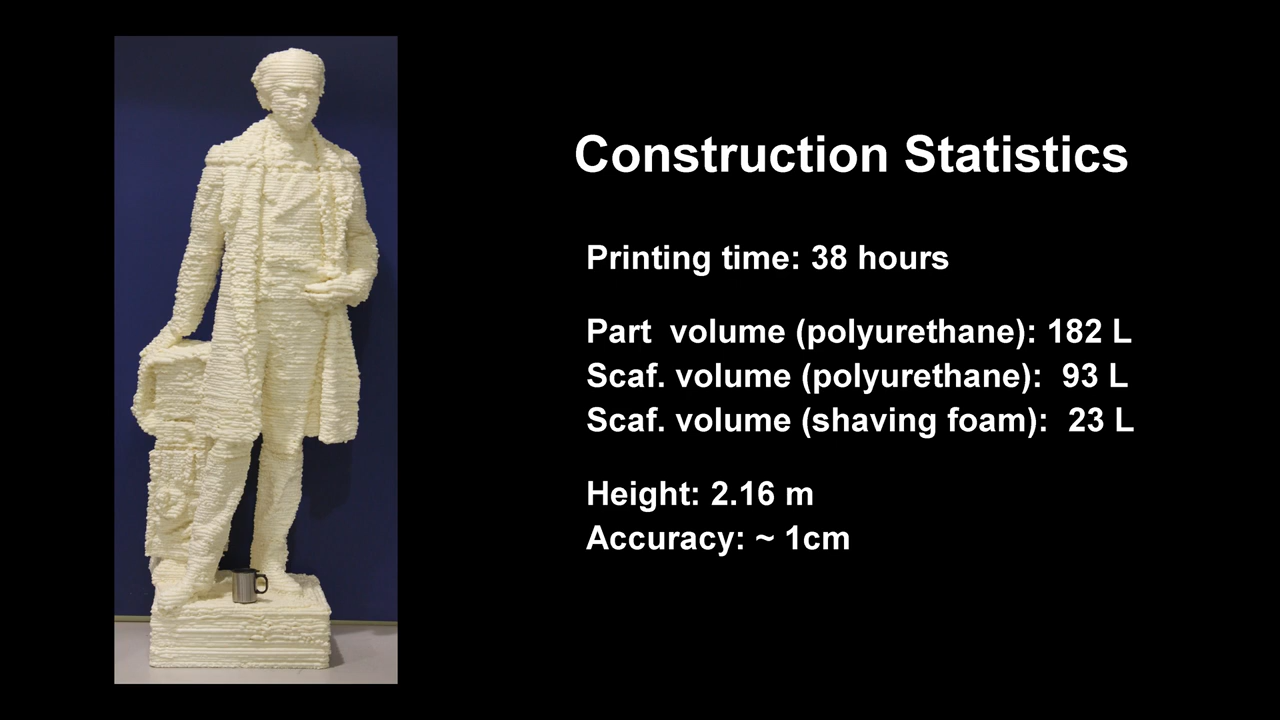 Construction Statistics
Printing time: 38 hours
Part  volume (polyurethane): 182 L
Scaf. volume (polyurethane):  93 L
Scaf. volume (shaving foam):  23 L
Height: 2.16 m
Accuracy: ~ 1cm